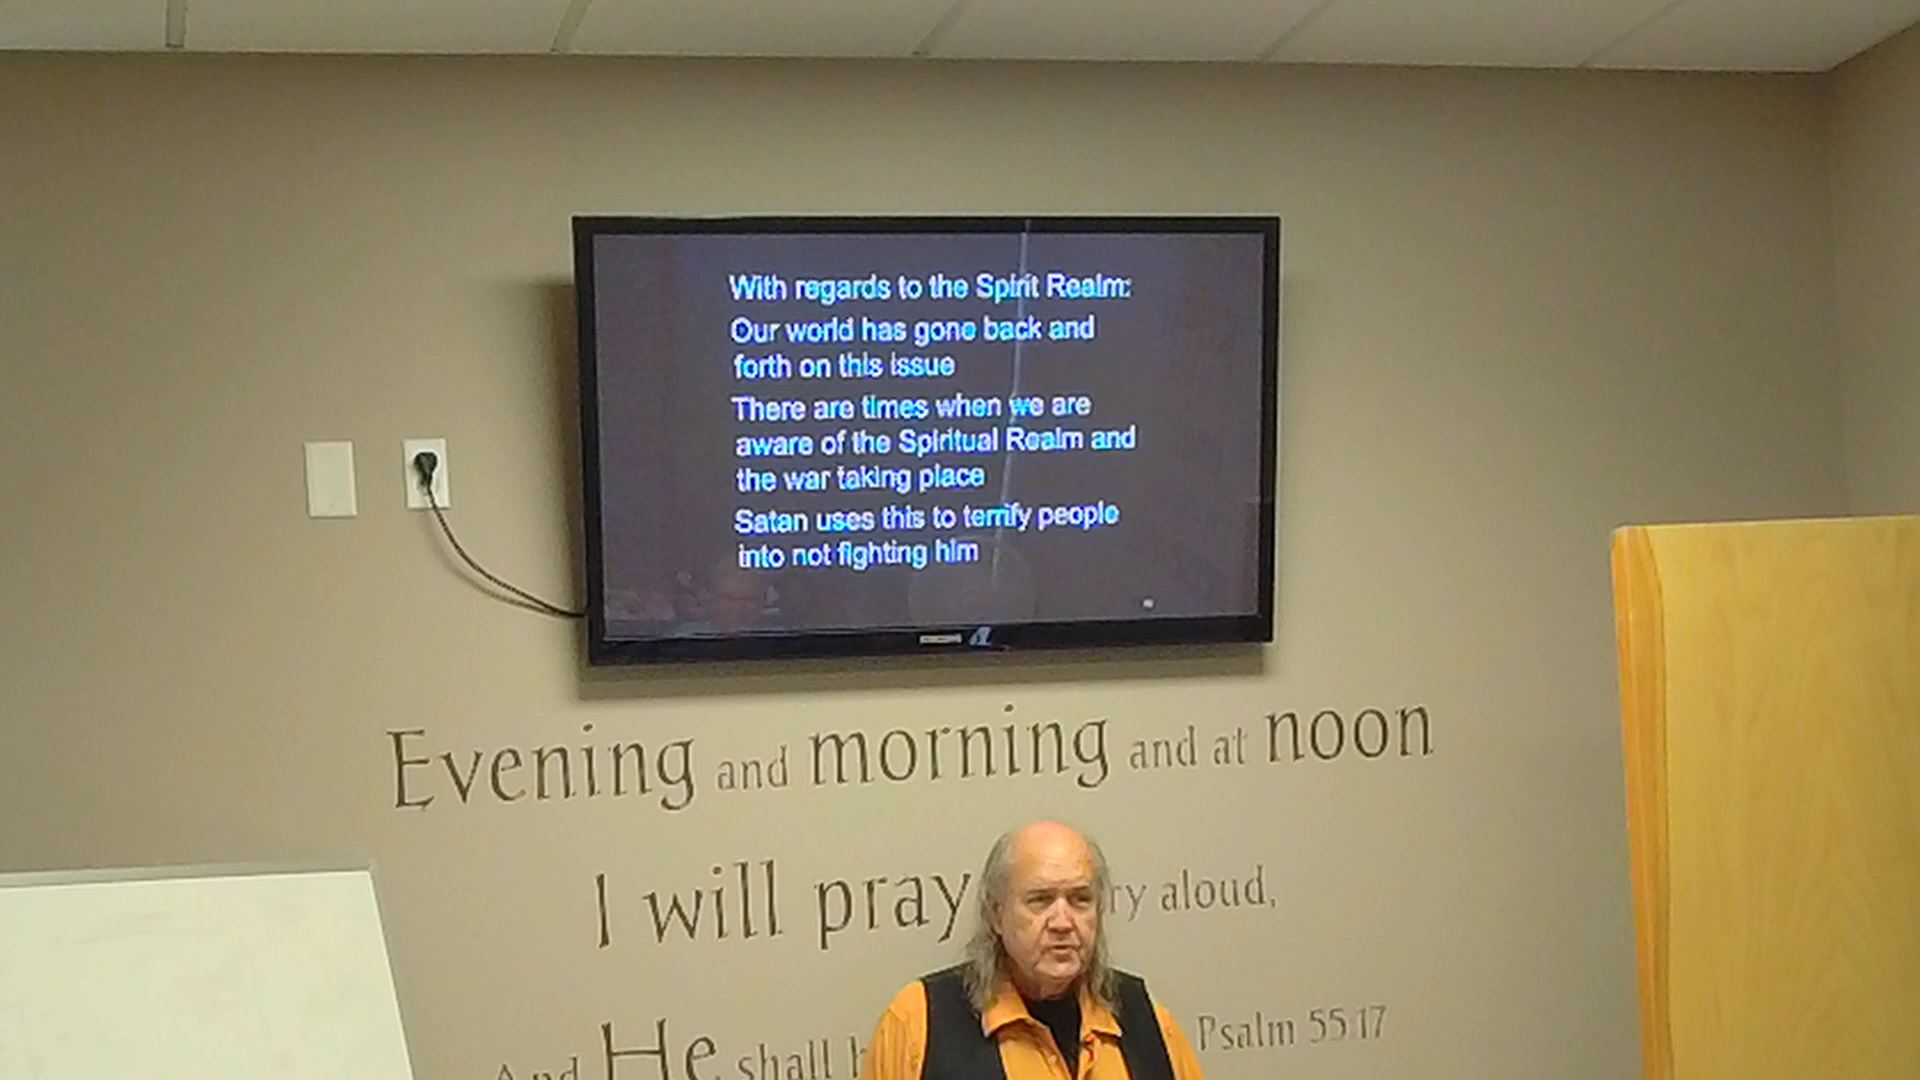 With regards to the Spirit Realm:
Our world has gone back and
forth on this issue
There are times when we are
aware of the Spiritual Realm and
the war taking place
Satan uses this to terrify people
into not fighting him
Evening and morning and at noon
I will pray ry aloud,
And He shall h
Psalm 55:17